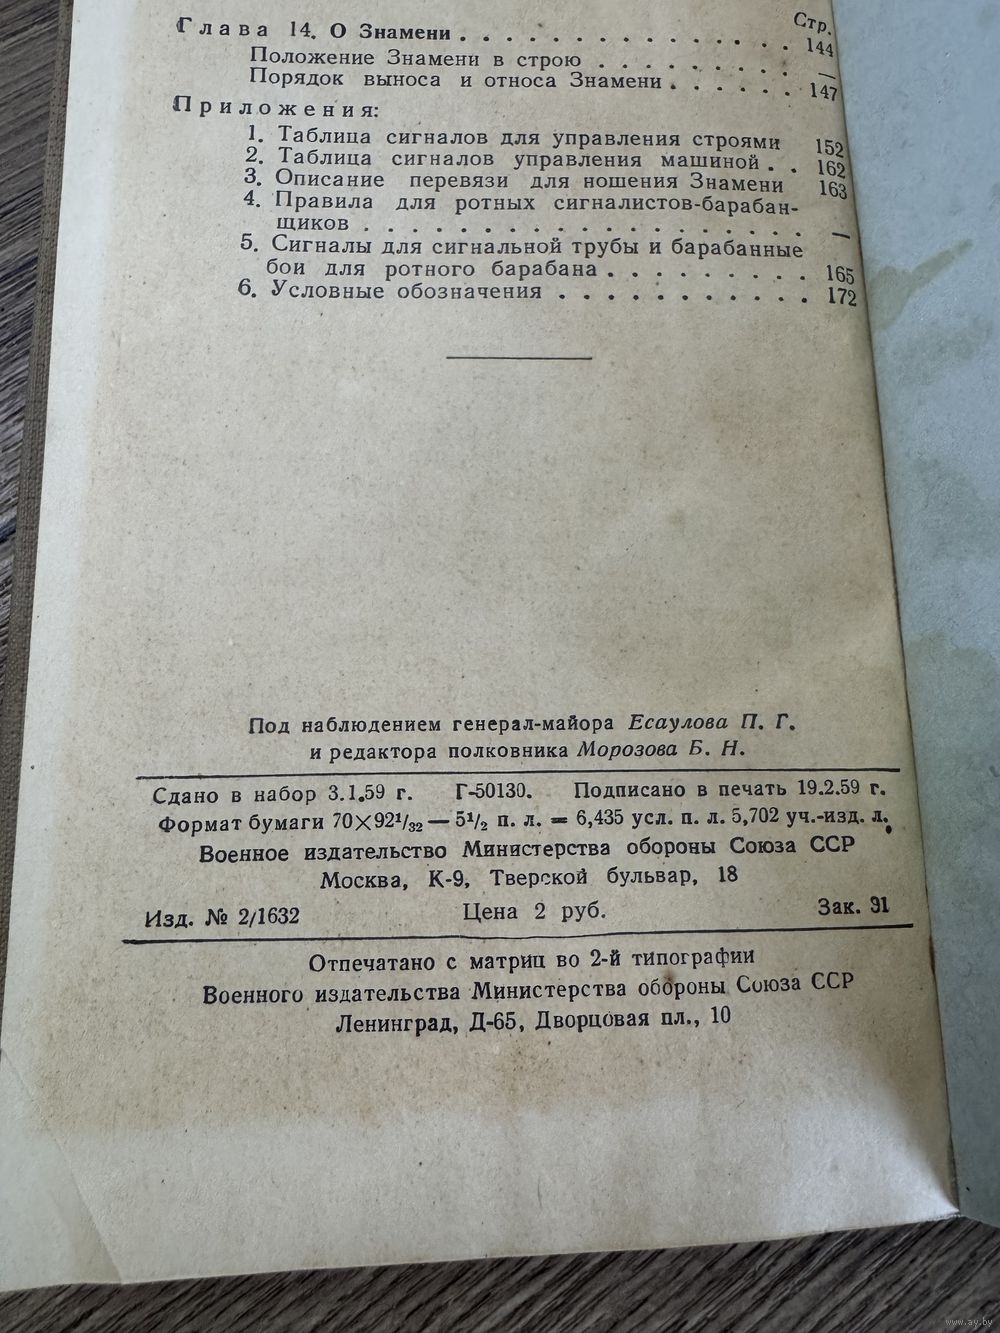 Стр.
Глава 14. О Знамени . . . . . . . . . . . . . . . 144
Положение Знамени в строю . . . . . . . . . —
Порядок выноса и относа Знамени . . . . . . 147
Приложения:
1. Таблица сигналов для управления строями 152
2. Таблица сигналов управления машиной . . 162
3. Описание перевязи для ношения Знамени 163
4. Правила для ротных сигналистов-барабан-
щиков . . . . . . . . . . . . . . . . . . . —
5. Сигналы для сигнальной трубы и барабанные
бои для ротного барабана . . . . . . . . . 165
6. Условные обозначения . . . . . . . . . . . 172
Под наблюдением генерал-майора Есаулова П. Г.
и редактора полковника Морозова Б. Н.
Сдано в набор 3.1.59 г. Г-50130. Подписано в печать 19.2.59 г.
Формат бумаги 70×92¹/₃₂ — 5¹/₂ п. л. = 6,435 усл. п. л. 5,702 уч.-изд. л.
Военное издательство Министерства обороны Союза ССР
Москва, К-9, Тверской бульвар, 18
Изд. № 2/1632 Цена 2 руб. Зак. 91
Отпечатано с матриц во 2-й типографии
Военного издательства Министерства обороны Союза ССР
Ленинград, Д-65, Дворцовая пл., 10
www.ay.by